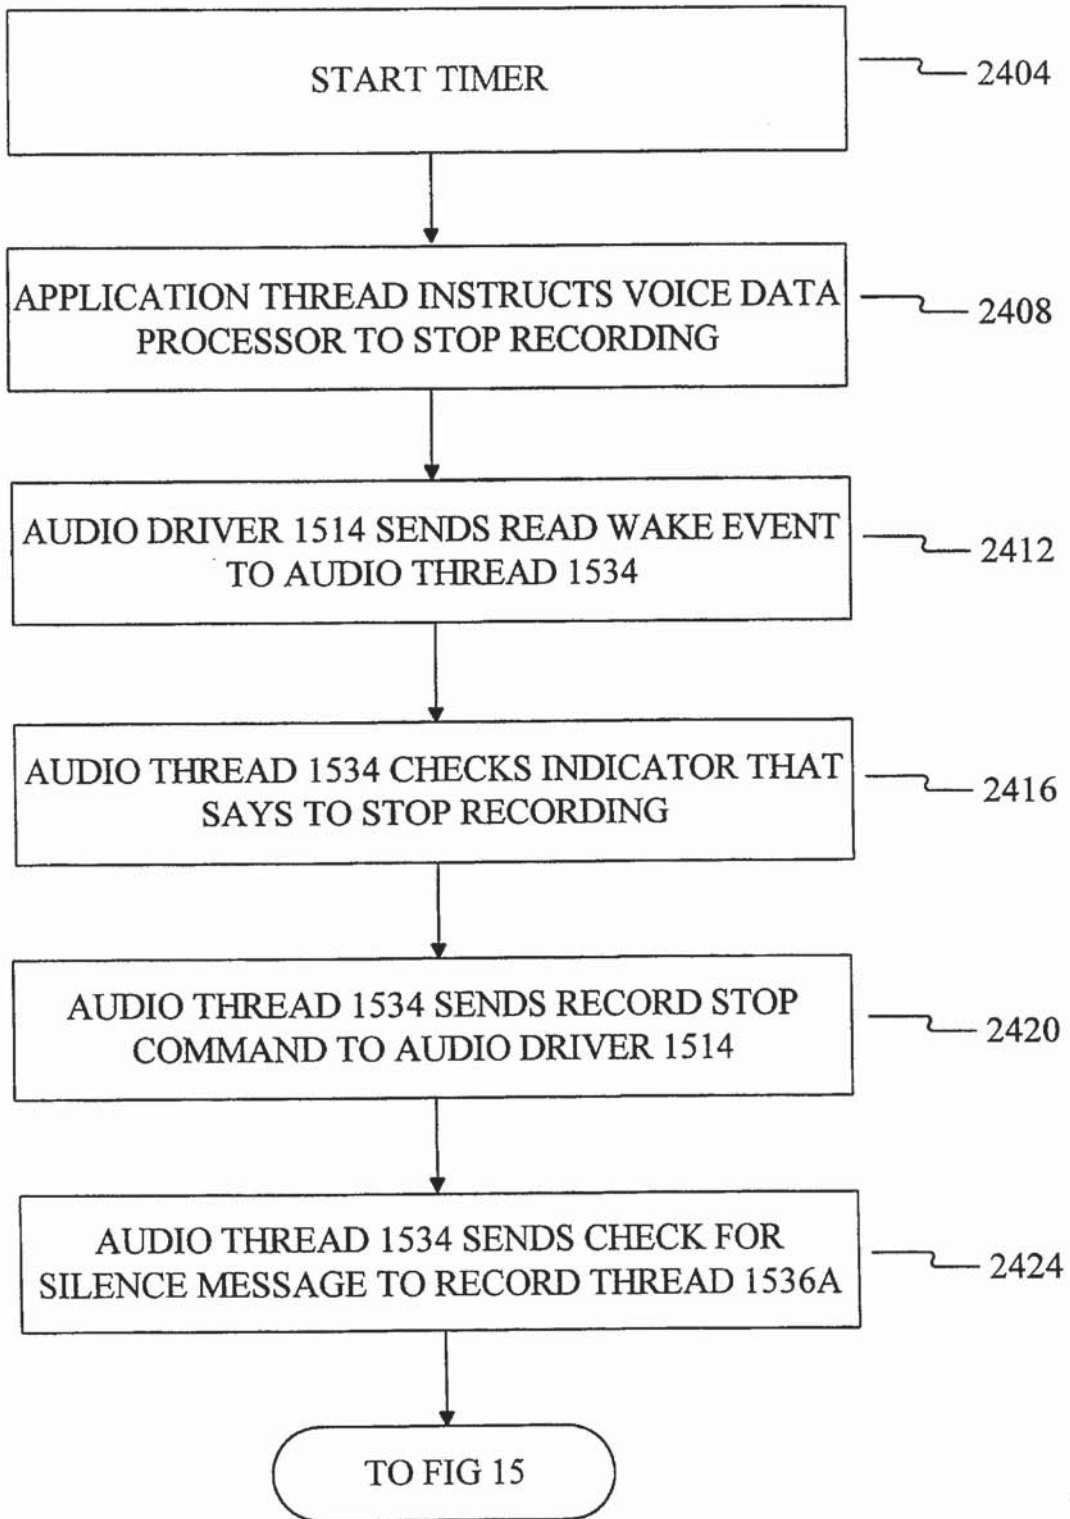 START TIMER
2404
APPLICATION THREAD INSTRUCTS VOICE DATA
PROCESSOR TO STOP RECORDING
2408
AUDIO DRIVER 1514 SENDS READ WAKE EVENT
TO AUDIO THREAD 1534
2412
AUDIO THREAD 1534 CHECKS INDICATOR THAT
SAYS TO STOP RECORDING
2416
AUDIO THREAD 1534 SENDS RECORD STOP
COMMAND TO AUDIO DRIVER 1514
2420
AUDIO THREAD 1534 SENDS CHECK FOR
SILENCE MESSAGE TO RECORD THREAD 1536A
2424
TO FIG 15